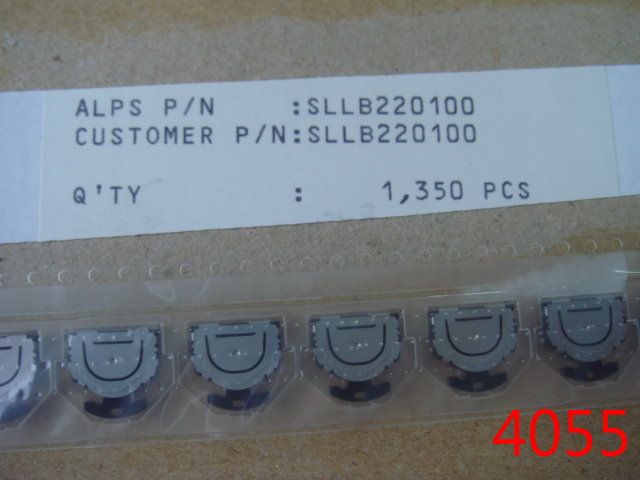 ALPS P/N :SLLB220100
CUSTOMER P/N:SLLB220100
Q'TY : 1,350 PCS
4055